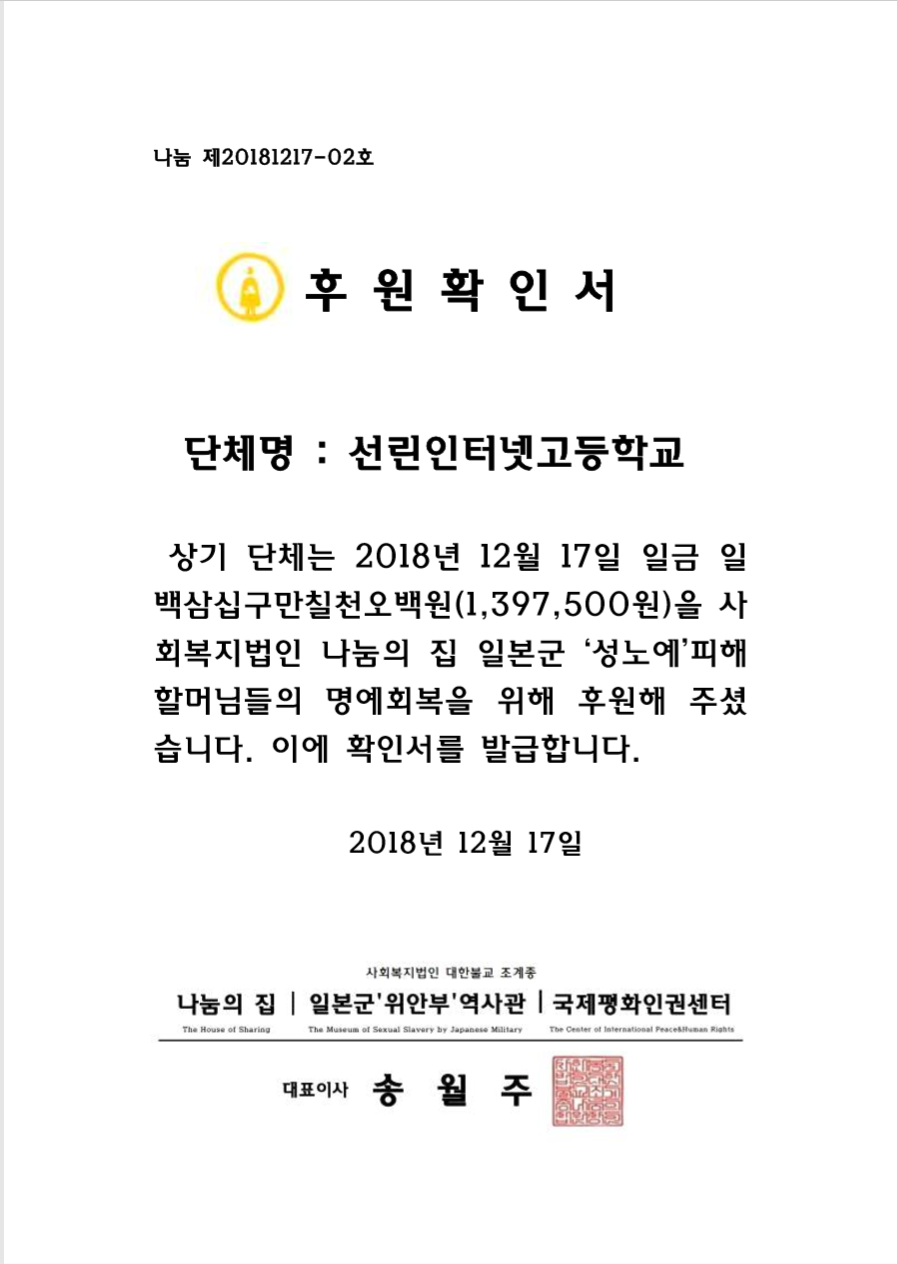 나눔 제20181217-02호
후 원 확 인 서
단체명 : 선린인터넷고등학교
상기 단체는 2018년 12월 17일 일금 일
백삼십구만칠천오백원(1,397,500원)을 사
회복지법인 나눔의 집 일본군 ‘성노예’피해
할머님들의 명예회복을 위해 후원해 주셨
습니다. 이에 확인서를 발급합니다.
2018년 12월 17일
사회복지법인 대한불교 조계종
나눔의 집 | 일본군'위안부'역사관 | 국제평화인권센터
The House of Sharing The Museum of Sexual Slavery by Japanese Military The Center of International Peace&Human Rights
대표이사 송 월 주